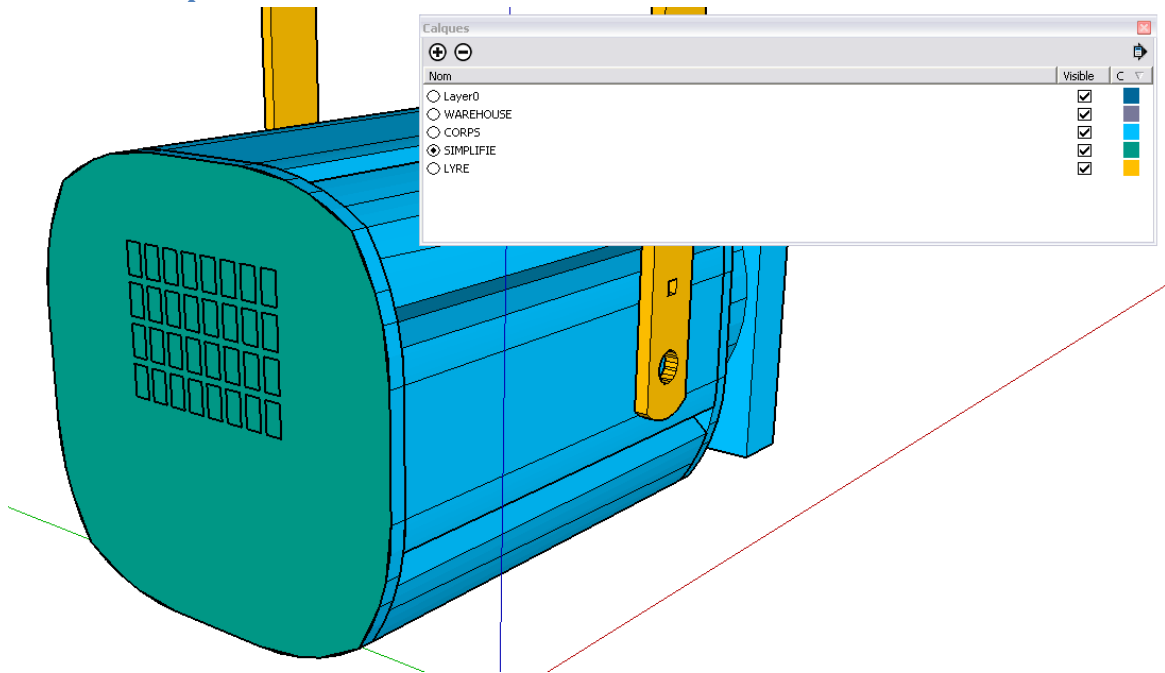 Calques
Nom Visible C
Layer0
WAREHOUSE
CORPS
SIMPLIFIE
LYRE